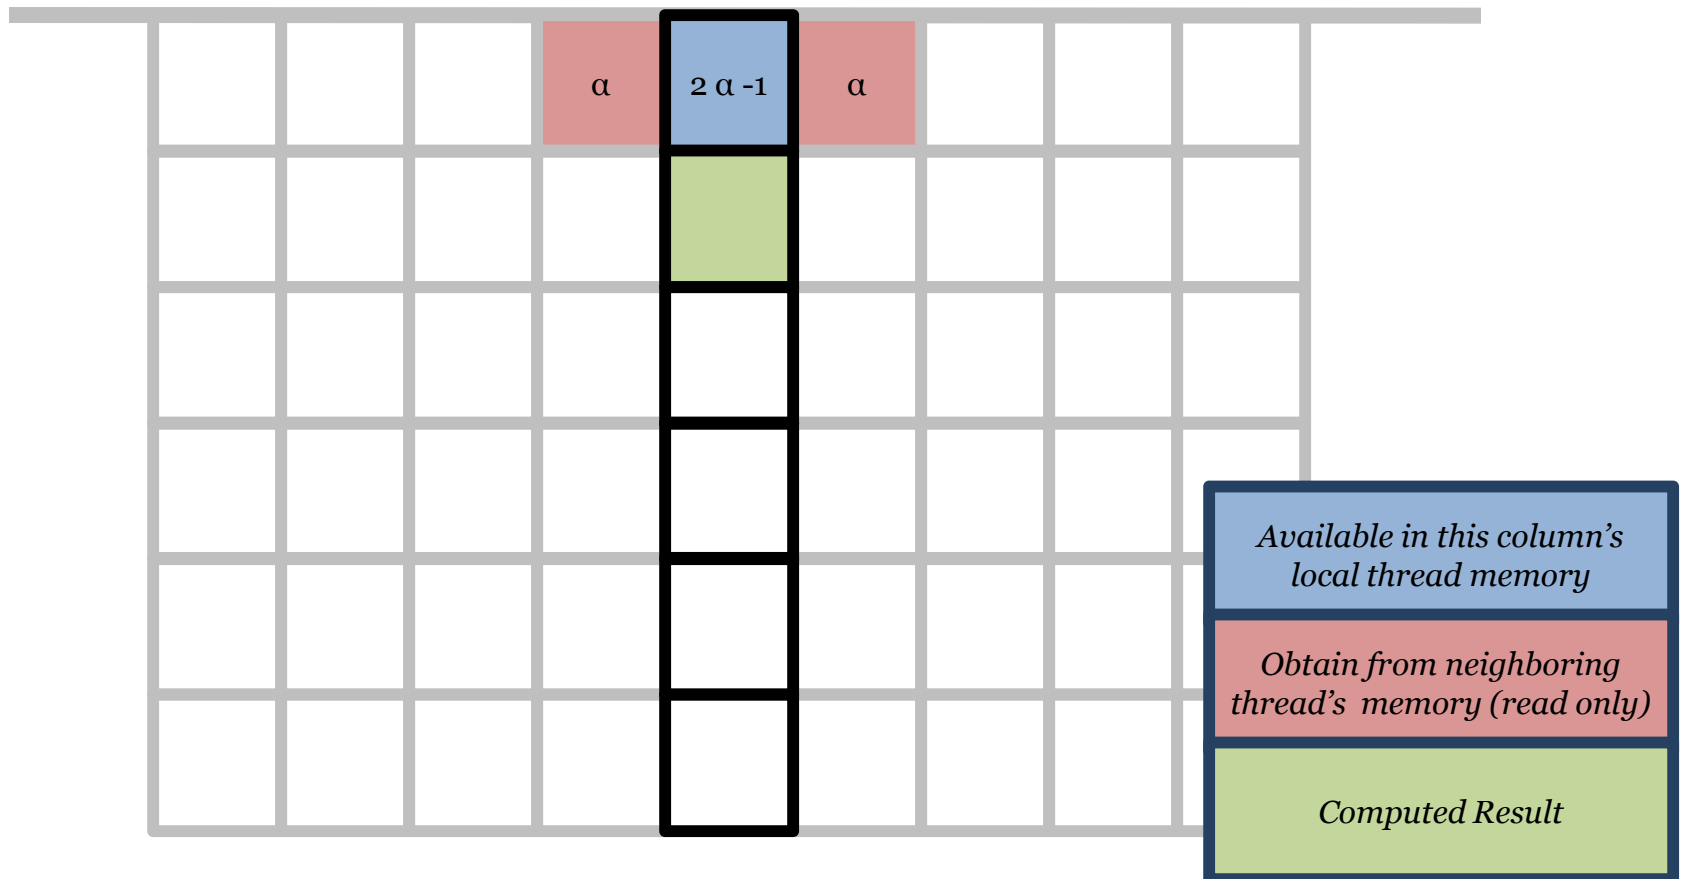 α 2 α -1 α
Available in this column's
local thread memory
Obtain from neighboring
thread's  memory (read only)
Computed Result